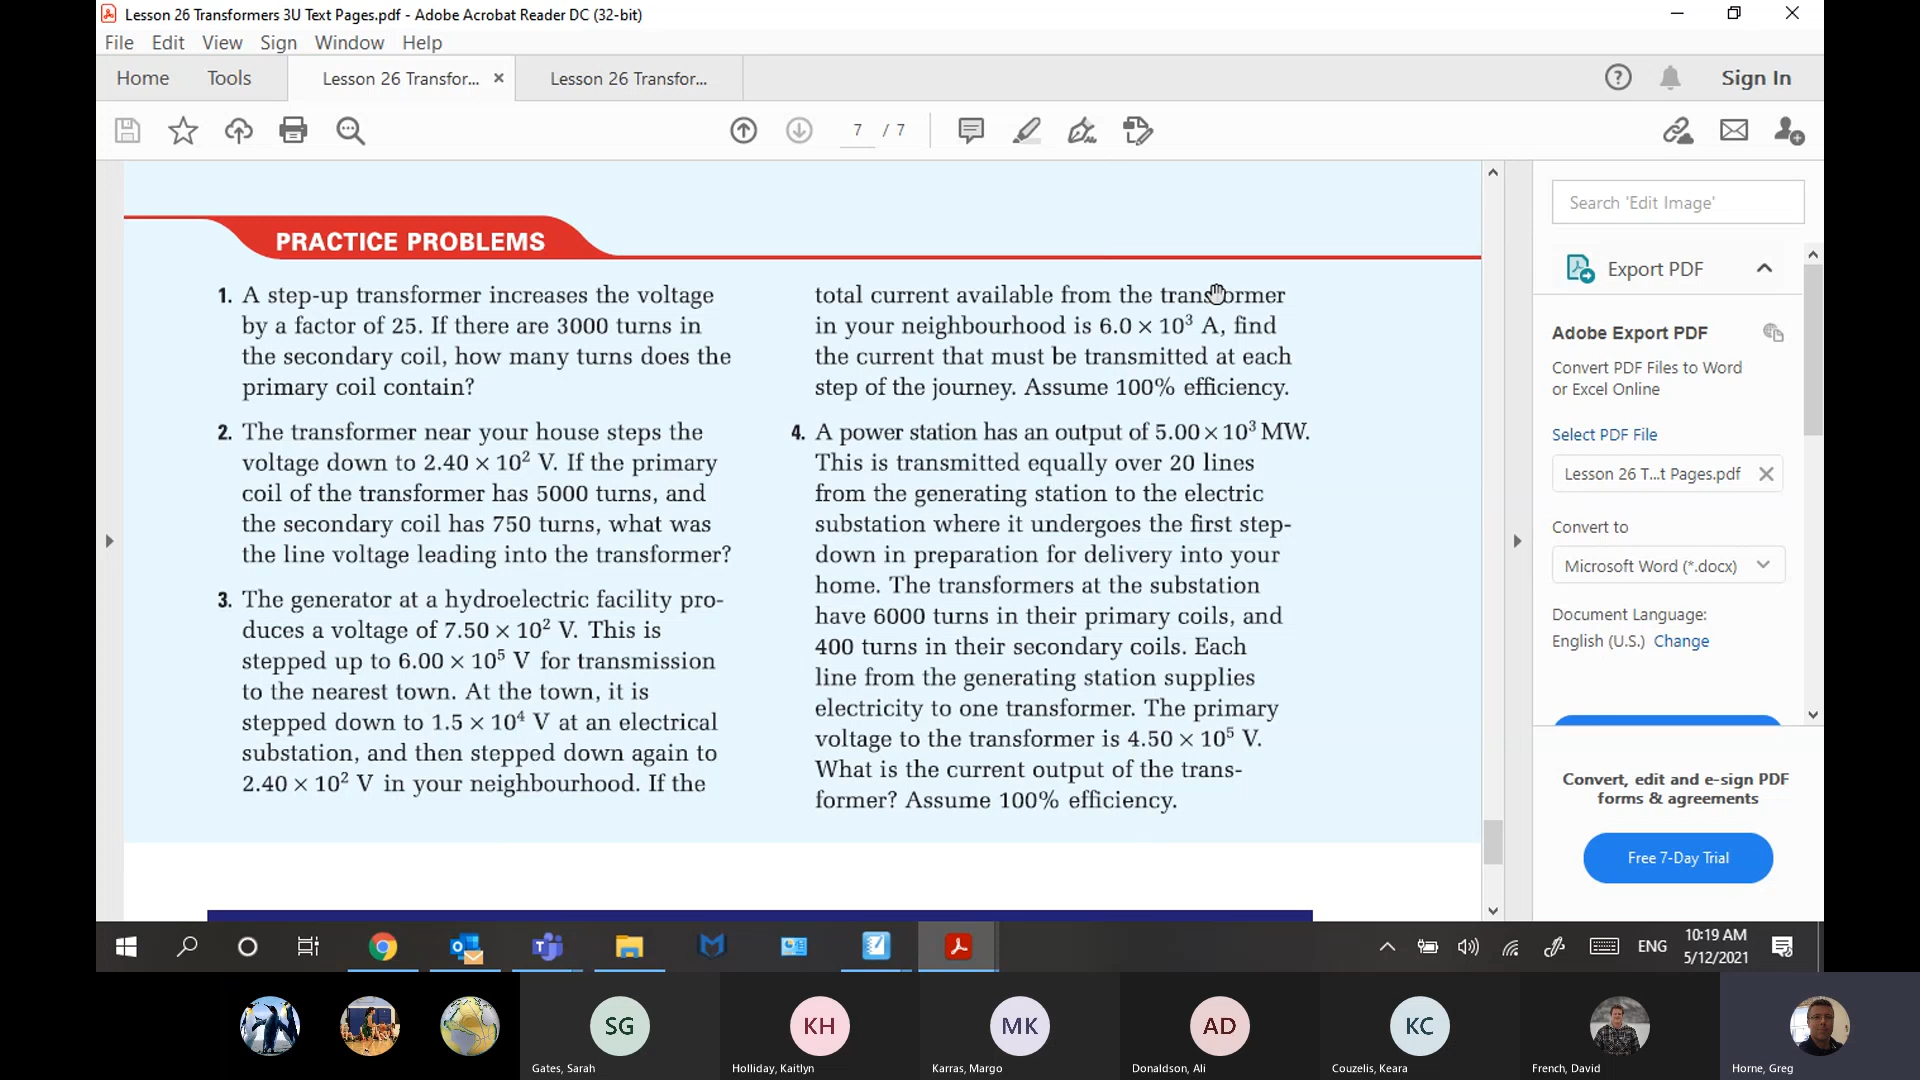 Lesson 26 Transformers 3U Text Pages.pdf - Adobe Acrobat Reader DC (32-bit)
File Edit View Sign Window Help
Home Tools Lesson 26 Transfor... × Lesson 26 Transfor... Sign In
7 / 7
PRACTICE PROBLEMS
1. A step-up transformer increases the voltage
by a factor of 25. If there are 3000 turns in
the secondary coil, how many turns does the
primary coil contain?
2. The transformer near your house steps the
voltage down to 2.40 × 10² V. If the primary
coil of the transformer has 5000 turns, and
the secondary coil has 750 turns, what was
the line voltage leading into the transformer?
3. The generator at a hydroelectric facility pro-
duces a voltage of 7.50 × 10² V. This is
stepped up to 6.00 × 10⁵ V for transmission
to the nearest town. At the town, it is
stepped down to 1.5 × 10⁴ V at an electrical
substation, and then stepped down again to
2.40 × 10² V in your neighbourhood. If the
total current available from the transformer
in your neighbourhood is 6.0 × 10³ A, find
the current that must be transmitted at each
step of the journey. Assume 100% efficiency.
4. A power station has an output of 5.00 × 10³ MW.
This is transmitted equally over 20 lines
from the generating station to the electric
substation where it undergoes the first step-
down in preparation for delivery into your
home. The transformers at the substation
have 6000 turns in their primary coils, and
400 turns in their secondary coils. Each
line from the generating station supplies
electricity to one transformer. The primary
voltage to the transformer is 4.50 × 10⁵ V.
What is the current output of the trans-
former? Assume 100% efficiency.
Search 'Edit Image'
Export PDF
Adobe Export PDF
Convert PDF Files to Word
or Excel Online
Select PDF File
Lesson 26 T...t Pages.pdf
Convert to
Microsoft Word (*.docx)
Document Language:
English (U.S.) Change
Convert, edit and e-sign PDF
forms & agreements
Free 7-Day Trial
ENG
10:19 AM
5/12/2021
SG KH MK AD KC
Gates, Sarah Holliday, Kaitlyn Karras, Margo Donaldson, Ali Couzelis, Keara French, David Horne, Greg